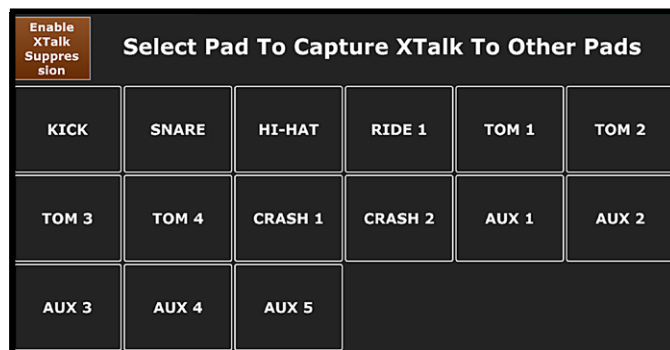 Enable
XTalk
Suppres
sion
Select Pad To Capture XTalk To Other Pads
KICK SNARE HI-HAT RIDE 1 TOM 1 TOM 2
TOM 3 TOM 4 CRASH 1 CRASH 2 AUX 1 AUX 2
AUX 3 AUX 4 AUX 5